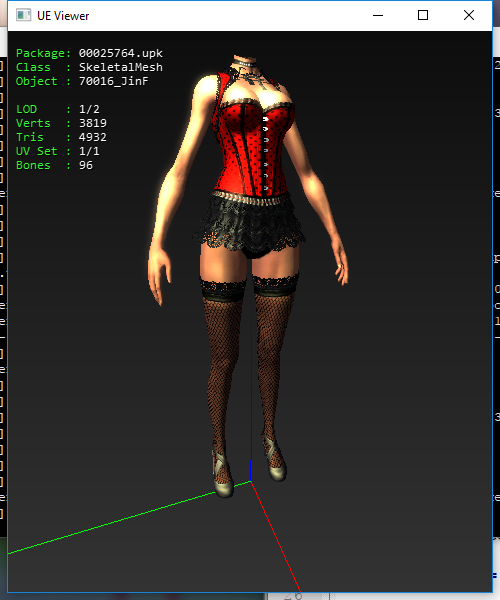 UE Viewer
Package: 00025764.upk
Class : SkeletalMesh
Object : 70016_JinF
LOD : 1/2
Verts : 3819
Tris : 4932
UV Set : 1/1
Bones : 96